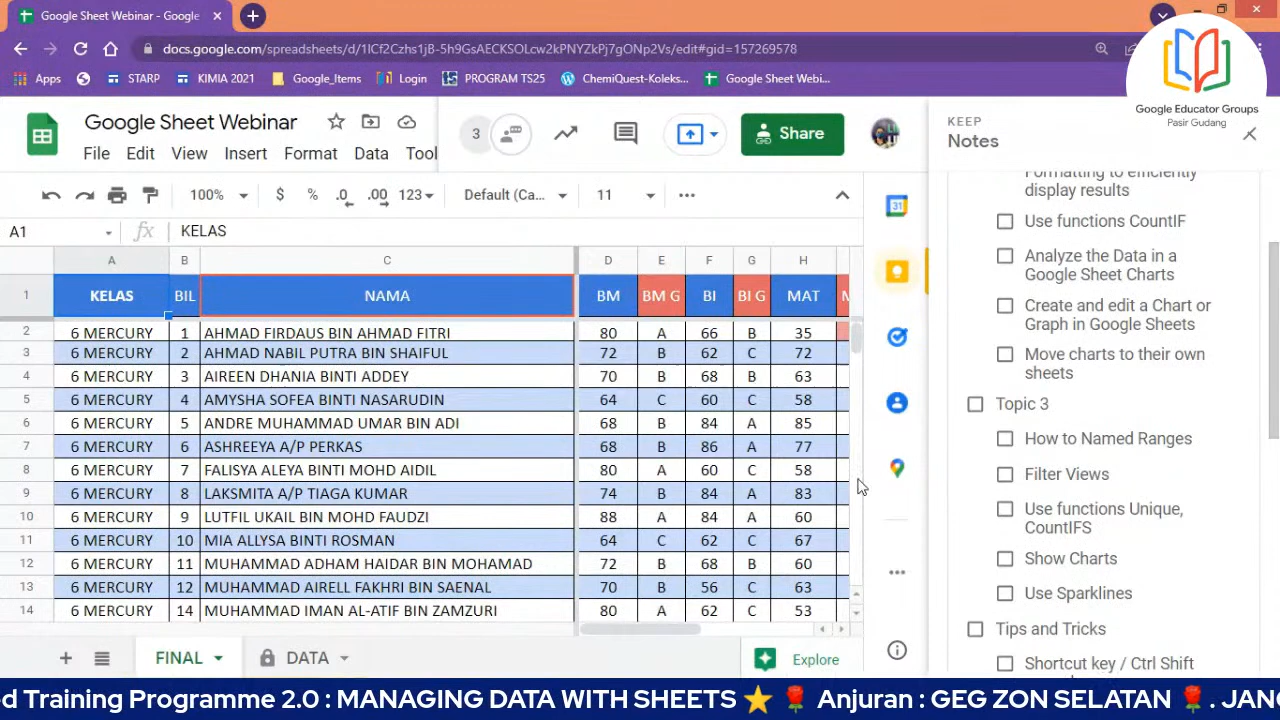 Google Sheet Webinar - Google
docs.google.com/spreadsheets/d/1ICf2Czhs1jB-5h9GsAECKSOLcw2kPNYZkPj7gONp2Vs/edit#gid=157269578
Apps STARP KIMIA 2021 Google_Items Login PROGRAM TS25 ChemiQuest-Koleks... Google Sheet Webi...
Google Educator Groups
Pasir Gudang
Google Sheet Webinar
File Edit View Insert Format Data Tool
3
Share
KEEP
Notes
100% $ % .0 .00 123 Default (Ca... 11
A1 fx KELAS
A B C D E F G H
1 KELAS BIL NAMA BM BM G BI BI G MAT M
2 6 MERCURY 1 AHMAD FIRDAUS BIN AHMAD FITRI 80 A 66 B 35
3 6 MERCURY 2 AHMAD NABIL PUTRA BIN SHAIFUL 72 B 62 C 72
4 6 MERCURY 3 AIREEN DHANIA BINTI ADDEY 70 B 68 B 63
5 6 MERCURY 4 AMYSHA SOFEA BINTI NASARUDIN 64 C 60 C 58
6 6 MERCURY 5 ANDRE MUHAMMAD UMAR BIN ADI 68 B 84 A 85
7 6 MERCURY 6 ASHREEYA A/P PERKAS 68 B 86 A 77
8 6 MERCURY 7 FALISYA ALEYA BINTI MOHD AIDIL 80 A 60 C 58
9 6 MERCURY 8 LAKSMITA A/P TIAGA KUMAR 74 B 84 A 83
10 6 MERCURY 9 LUTFIL UKAIL BIN MOHD FAUDZI 88 A 84 A 60
11 6 MERCURY 10 MIA ALLYSA BINTI ROSMAN 64 C 62 C 67
12 6 MERCURY 11 MUHAMMAD ADHAM HAIDAR BIN MOHAMAD 72 B 68 B 60
13 6 MERCURY 12 MUHAMMAD AIRELL FAKHRI BIN SAENAL 70 B 56 C 63
14 6 MERCURY 14 MUHAMMAD IMAN AL-ATIF BIN ZAMZURI 80 A 62 C 53
31
Formatting to efficiently
display results
Use functions CountIF
Analyze the Data in a
Google Sheet Charts
Create and edit a Chart or
Graph in Google Sheets
Move charts to their own
sheets
Topic 3
How to Named Ranges
Filter Views
Use functions Unique,
CountIFS
Show Charts
Use Sparklines
Tips and Tricks
Shortcut key / Ctrl Shift
FINAL DATA Explore
d Training Programme 2.0 : MANAGING DATA WITH SHEETS ⭐ 🌹 Anjuran : GEG ZON SELATAN 🌹. JANG